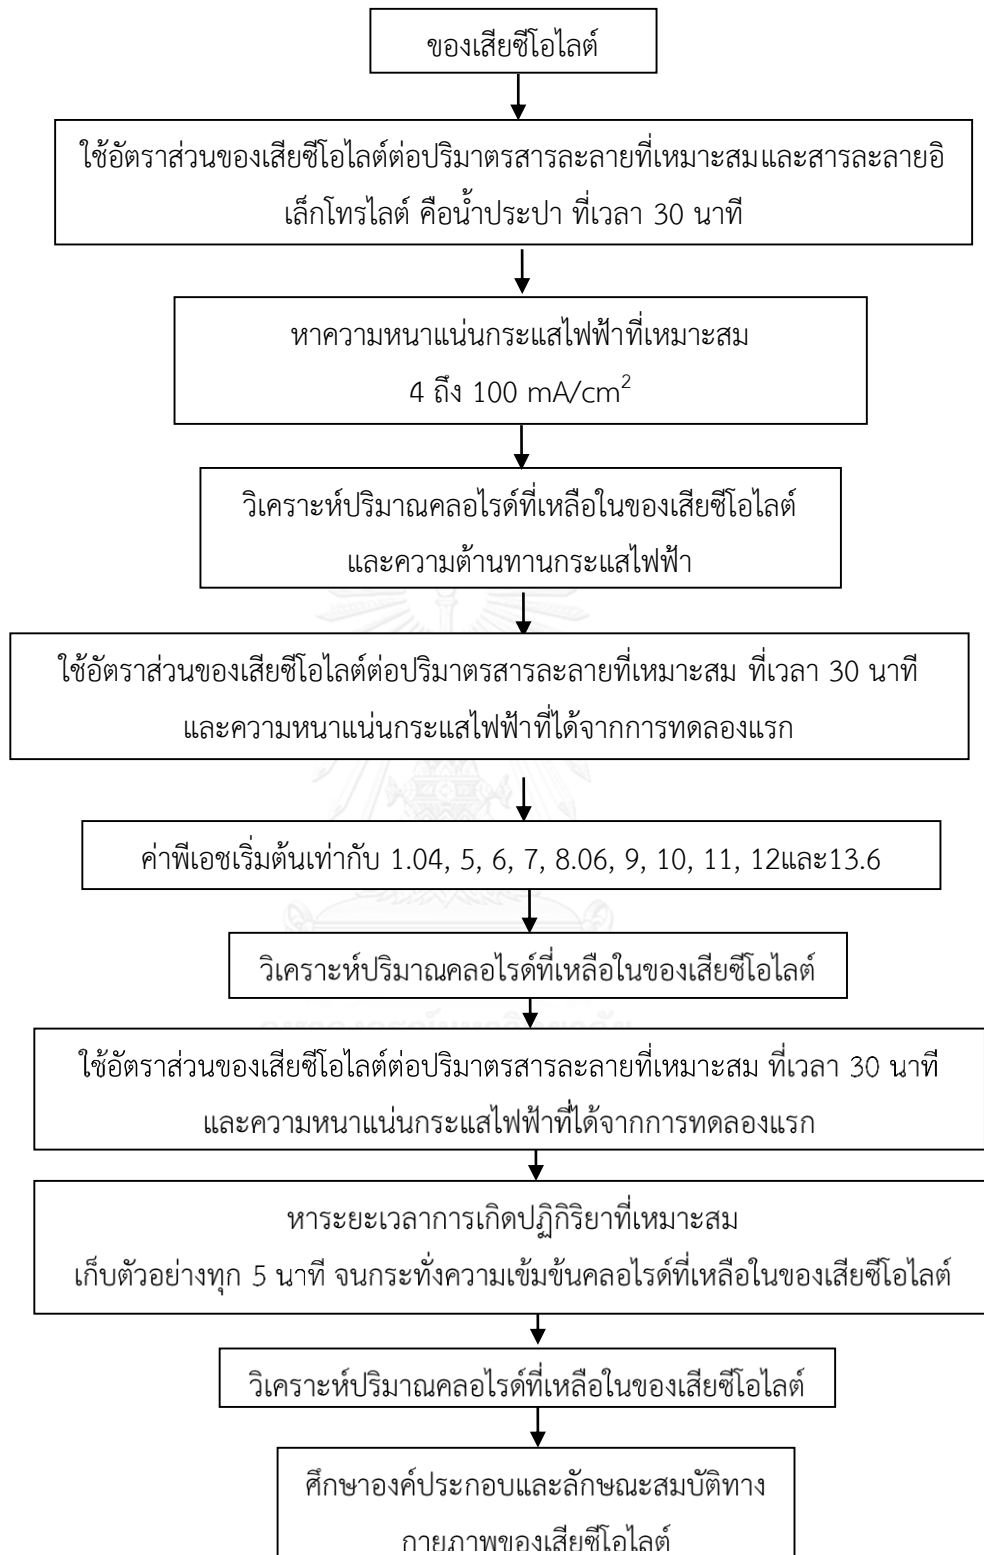 ของเสียซีโอไลต์
ใช้อัตราส่วนของเสียซีโอไลต์ต่อปริมาตรสารละลายที่เหมาะสมและสารละลายอิ
เล็กโทรไลต์ คือน้ำประปา ที่เวลา 30 นาที
หาความหนาแน่นกระแสไฟฟ้าที่เหมาะสม
4 ถึง 100 mA/cm²
วิเคราะห์ปริมาณคลอไรด์ที่เหลือในของเสียซีโอไลต์
และความต้านทานกระแสไฟฟ้า
ใช้อัตราส่วนของเสียซีโอไลต์ต่อปริมาตรสารละลายที่เหมาะสม ที่เวลา 30 นาที
และความหนาแน่นกระแสไฟฟ้าที่ได้จากการทดลองแรก
ค่าพีเอชเริ่มต้นเท่ากับ 1.04, 5, 6, 7, 8.06, 9, 10, 11, 12และ13.6
วิเคราะห์ปริมาณคลอไรด์ที่เหลือในของเสียซีโอไลต์
ใช้อัตราส่วนของเสียซีโอไลต์ต่อปริมาตรสารละลายที่เหมาะสม ที่เวลา 30 นาที
และความหนาแน่นกระแสไฟฟ้าที่ได้จากการทดลองแรก
หาระยะเวลาการเกิดปฏิกิริยาที่เหมาะสม
เก็บตัวอย่างทุก 5 นาที จนกระทั่งความเข้มข้นคลอไรด์ที่เหลือในของเสียซีโอไลต์
วิเคราะห์ปริมาณคลอไรด์ที่เหลือในของเสียซีโอไลต์
ศึกษาองค์ประกอบและลักษณะสมบัติทาง
กายภาพของเสียซีโอไลต์